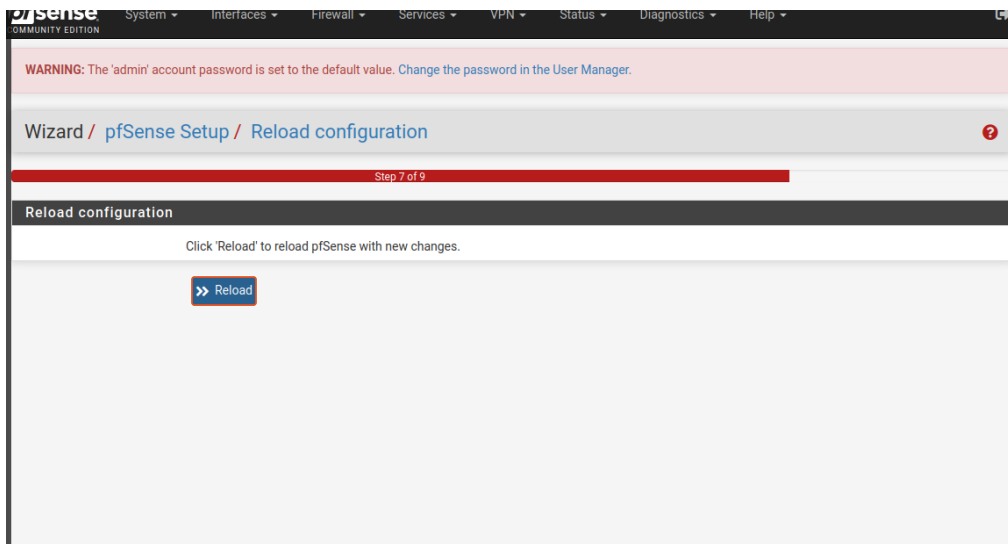 pfsense System Interfaces Firewall Services VPN Status Diagnostics Help
COMMUNITY EDITION
WARNING: The 'admin' account password is set to the default value. Change the password in the User Manager.
Wizard / pfSense Setup / Reload configuration
Step 7 of 9
Reload configuration
Click 'Reload' to reload pfSense with new changes.
Reload